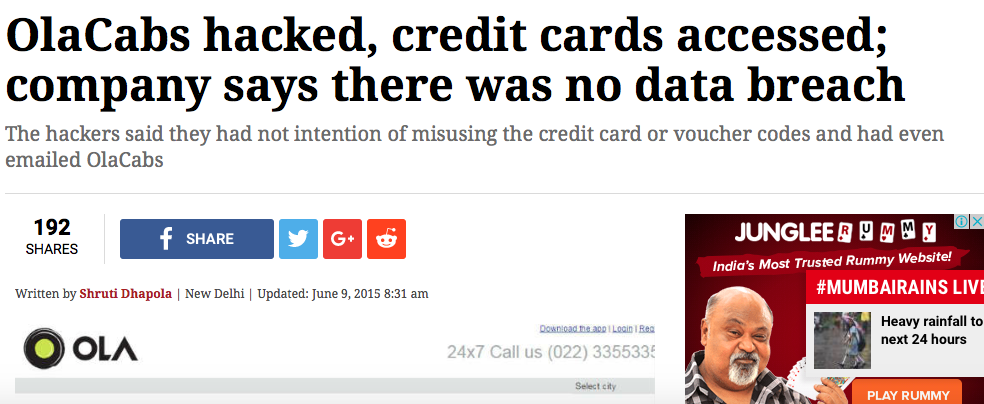 OlaCabs hacked, credit cards accessed;
company says there was no data breach
The hackers said they had not intention of misusing the credit card or voucher codes and had even
emailed OlaCabs
192
SHARES
f SHARE
G+
Written by Shruti Dhapola | New Delhi | Updated: June 9, 2015 8:31 am
OLA
Download the app | Login | Reg
24x7 Call us (022) 3355335
Select city
JUNGLEE RUMMY
India's Most Trusted Rummy Website!
#MUMBAIRAINS LIVE
Heavy rainfall to
next 24 hours
PLAY RUMMY